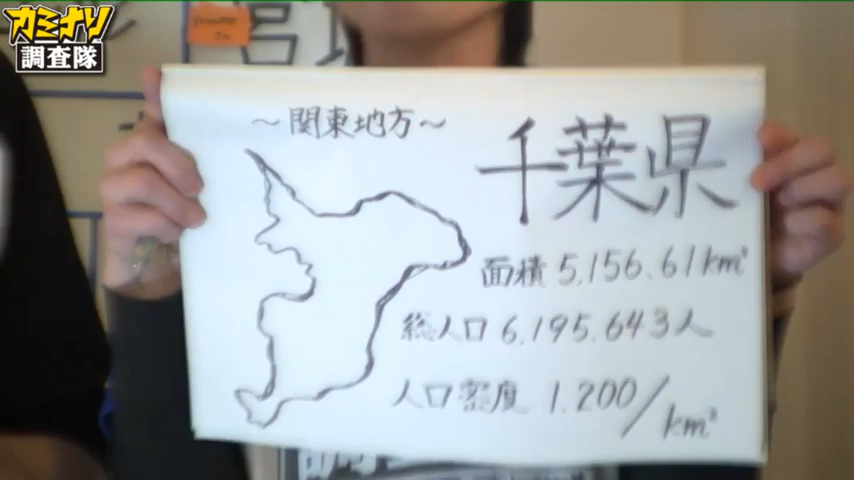 カミナリ
調査隊
～関東地方～
千葉県
面積 5,156.61km²
総人口 6,195,643人
人口密度 1.200/km²